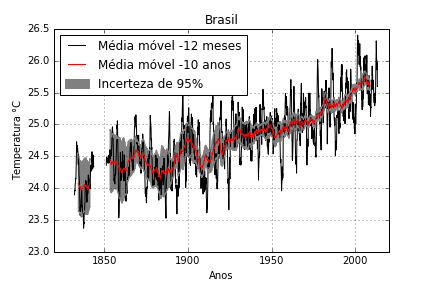 Brasil
26.5
26.0
25.5
25.0
24.5
24.0
23.5
23.0
Temperatura °C
Média móvel -12 meses
Média móvel -10 anos
Incerteza de 95%
1850 1900 1950 2000
Anos